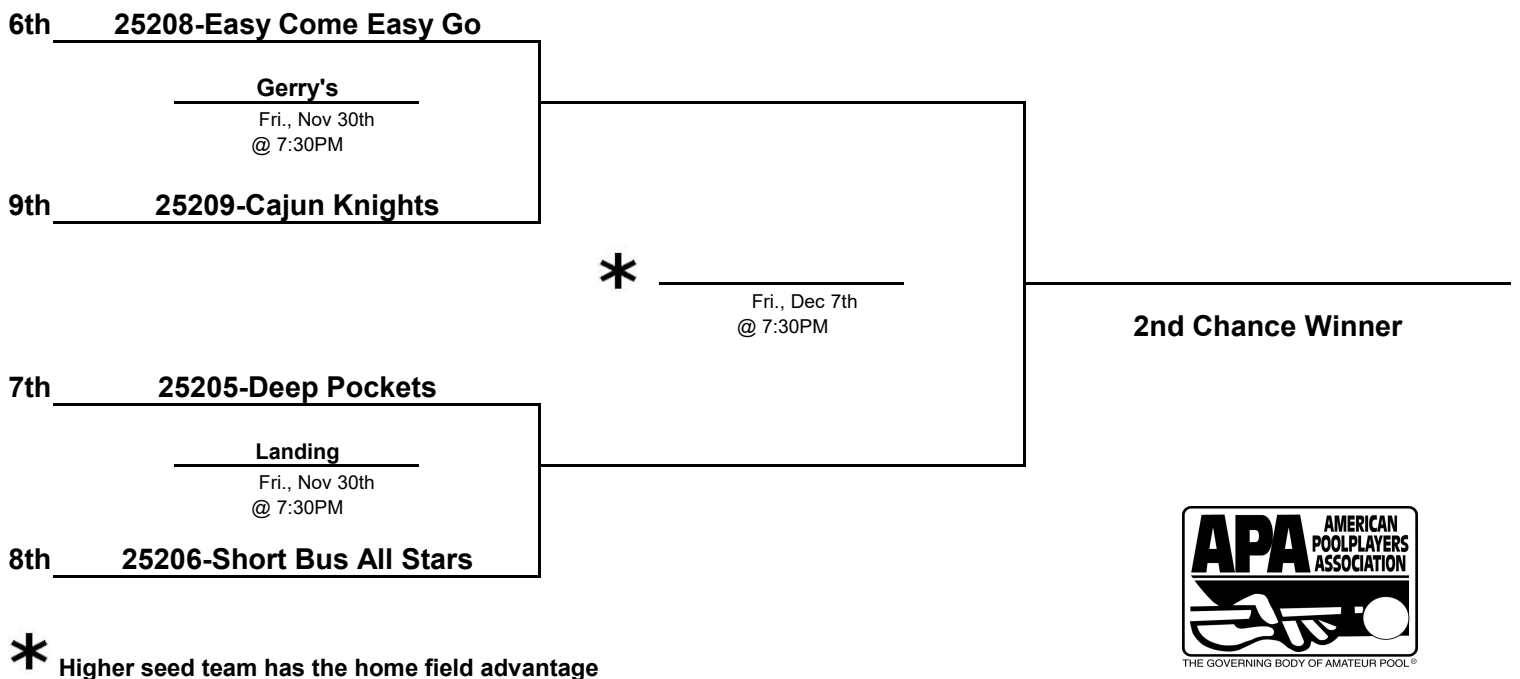 6th 25208-Easy Come Easy Go
Gerry's
Fri., Nov 30th
@ 7:30PM
9th 25209-Cajun Knights
* 
Fri., Dec 7th
@ 7:30PM
2nd Chance Winner
7th 25205-Deep Pockets
Landing
Fri., Nov 30th
@ 7:30PM
8th 25206-Short Bus All Stars
* Higher seed team has the home field advantage
APA AMERICAN
POOLPLAYERS
ASSOCIATION
THE GOVERNING BODY OF AMATEUR POOL®